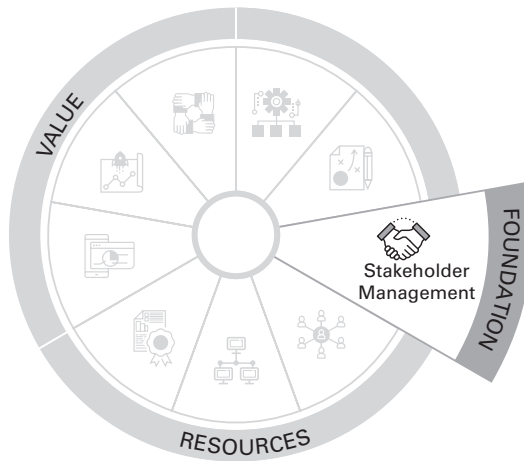 VALUE
Stakeholder
Management
FOUNDATION
RESOURCES